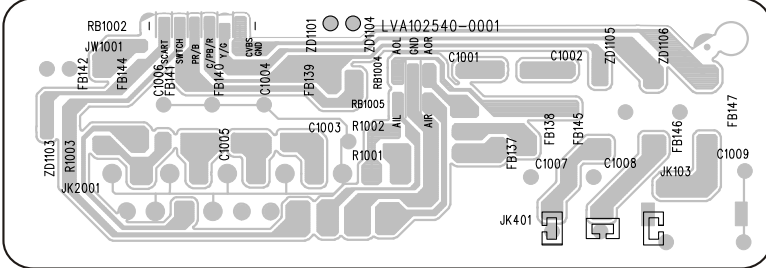 RB1002
SCART
SWTCH
PR/B
C/PB/R
Y/G
CVBS
GND
ZD1101
ZD1104
LVA102540-0001
AOL
GND
AOR
ZD1105
ZD1106
JW1001
FB142
FB144
C1006
FB141
FB140
C1004
FB139
RB1004
C1001
C1002
RB1005
AIL
AIR
FB147
C1003
R1002
R1001
FB138
FB145
FB146
FB137
ZD1103
R1003
C1005
C1007
C1008
JK103
C1009
JK2001
JK401